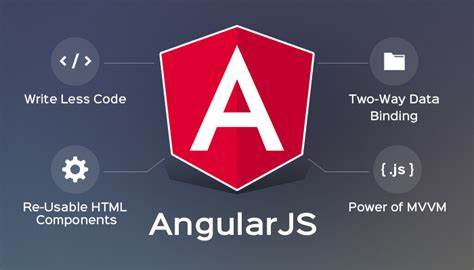 </>
Write Less Code
Two-Way Data
Binding
A
{ .js }
Re-Usable HTML
Components
Power of MVVM
AngularJS